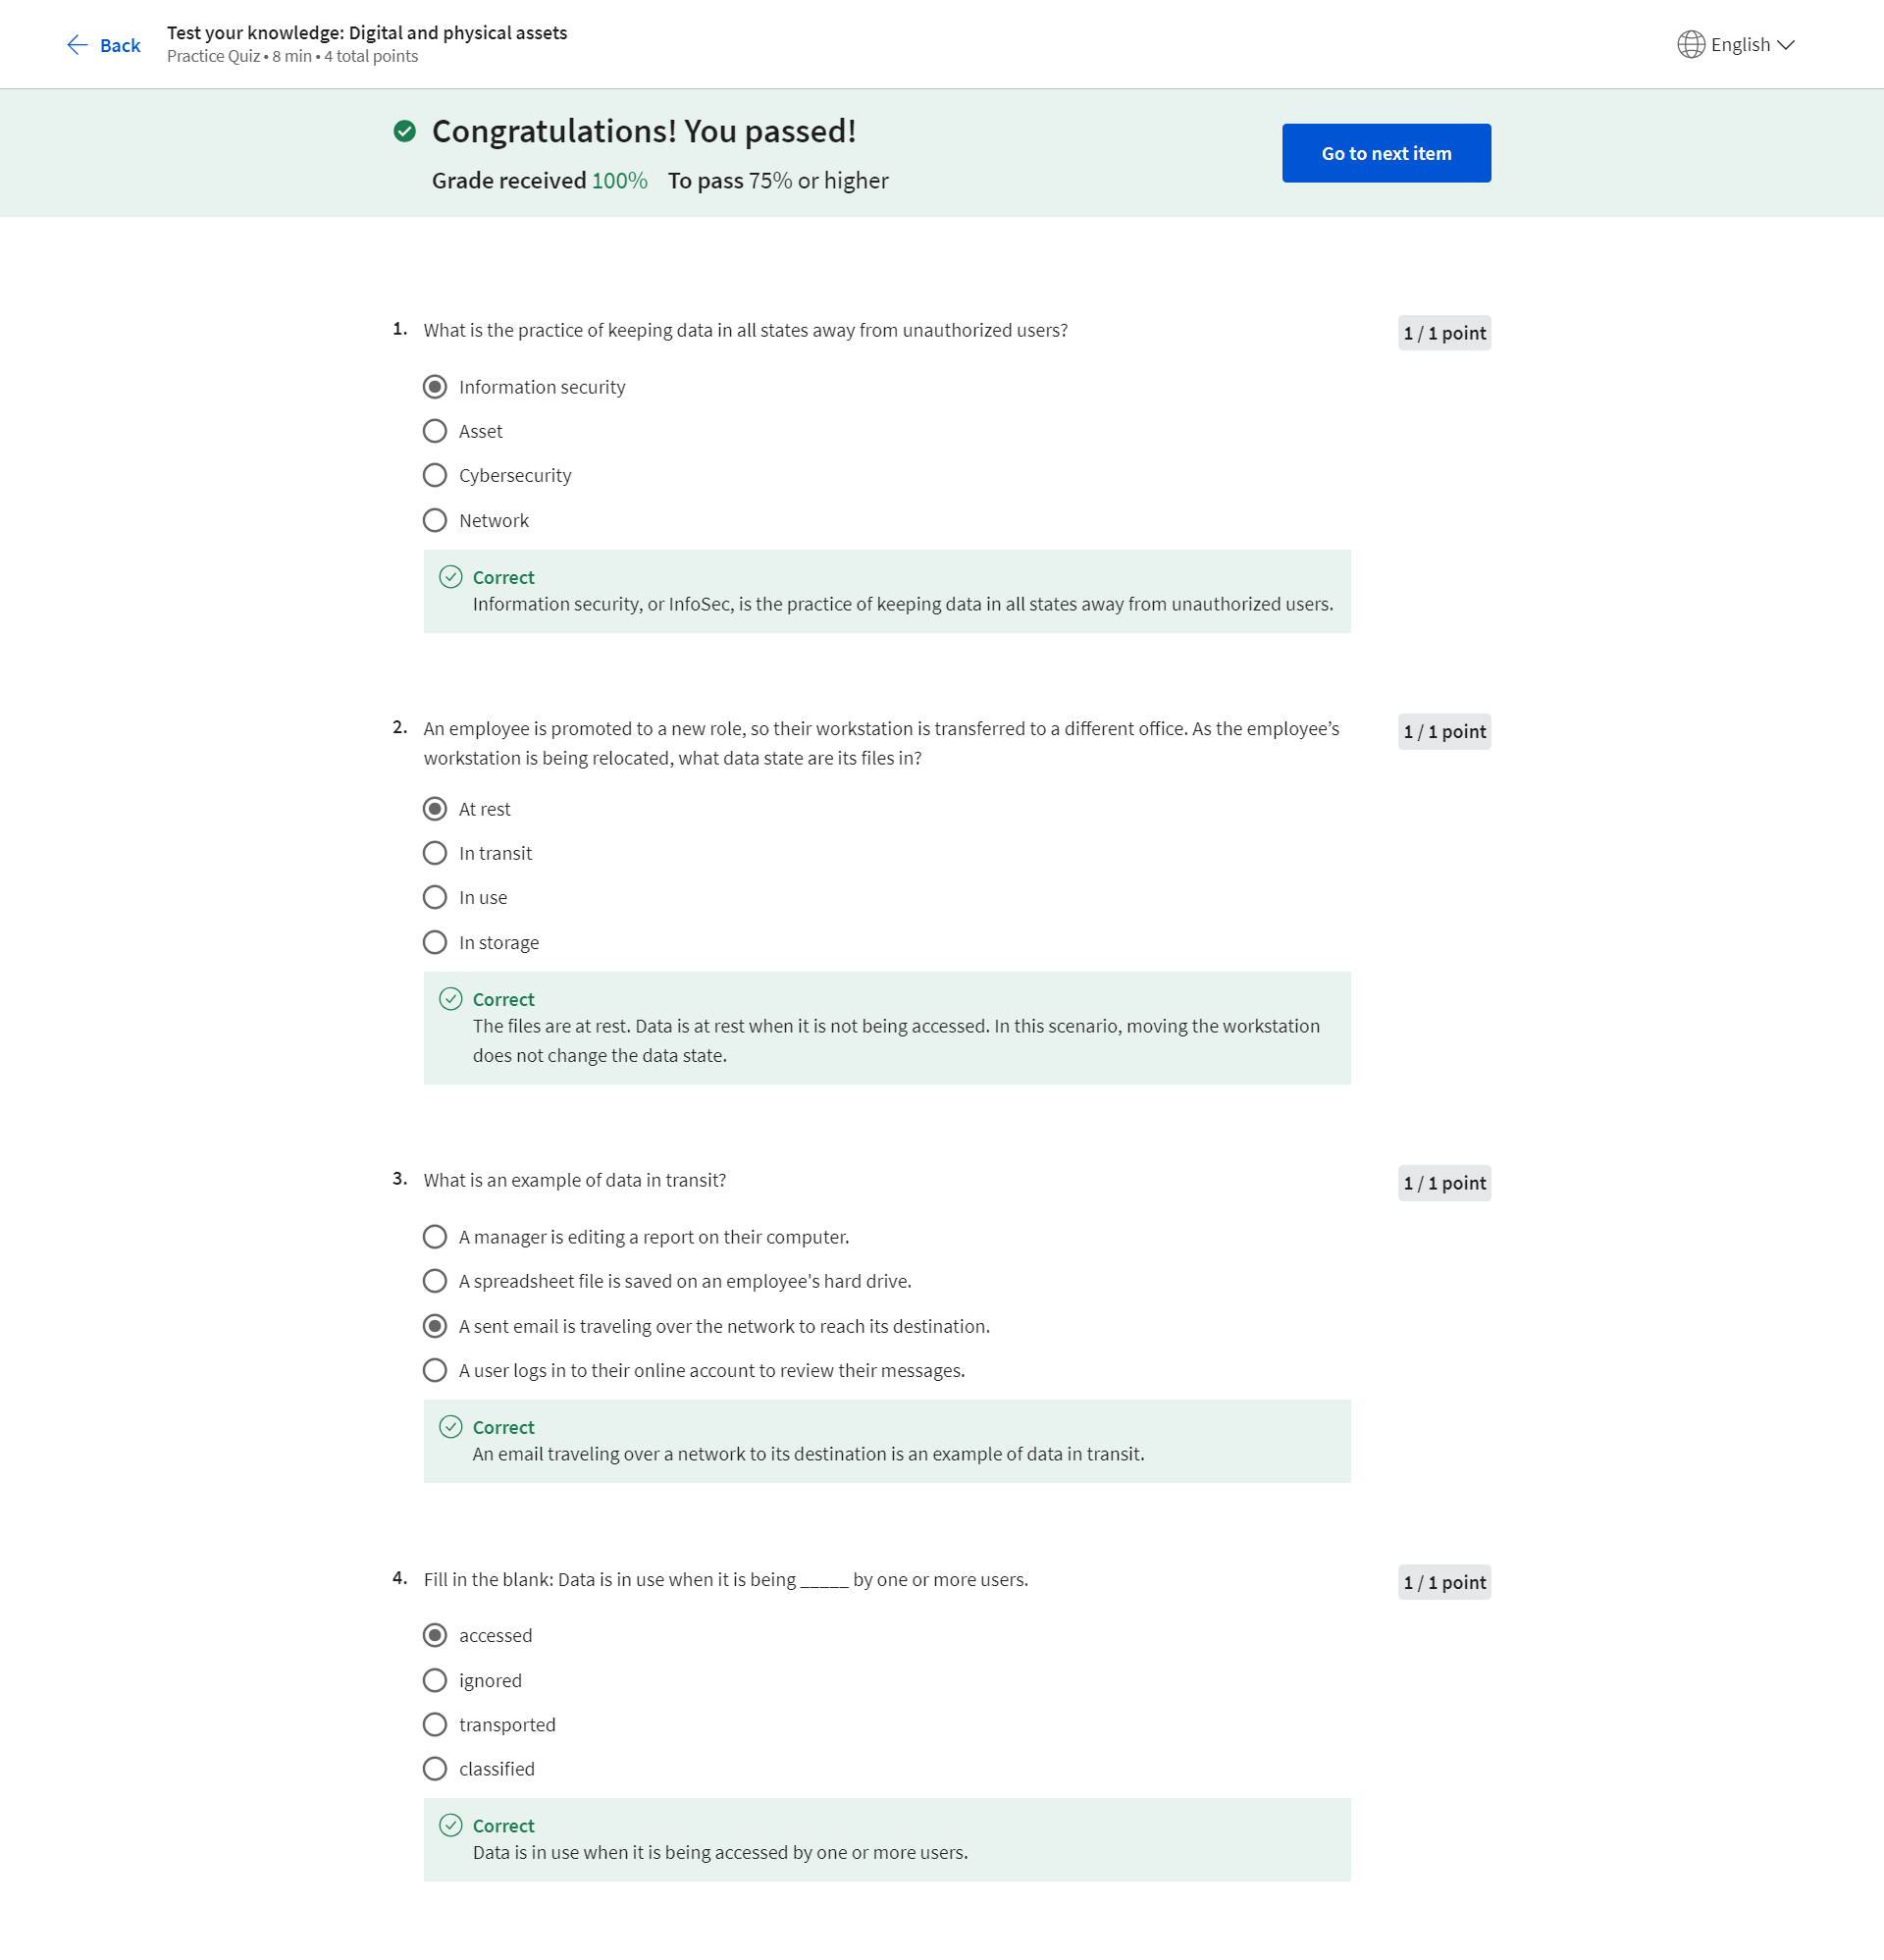 Back
Test your knowledge: Digital and physical assets
Practice Quiz • 8 min • 4 total points
English
Congratulations! You passed!
Grade received 100% To pass 75% or higher
Go to next item
1. What is the practice of keeping data in all states away from unauthorized users?
1 / 1 point
Information security
Asset
Cybersecurity
Network
Correct
Information security, or InfoSec, is the practice of keeping data in all states away from unauthorized users.
2. An employee is promoted to a new role, so their workstation is transferred to a different office. As the employee’s
workstation is being relocated, what data state are its files in?
1 / 1 point
At rest
In transit
In use
In storage
Correct
The files are at rest. Data is at rest when it is not being accessed. In this scenario, moving the workstation
does not change the data state.
3. What is an example of data in transit?
1 / 1 point
A manager is editing a report on their computer.
A spreadsheet file is saved on an employee's hard drive.
A sent email is traveling over the network to reach its destination.
A user logs in to their online account to review their messages.
Correct
An email traveling over a network to its destination is an example of data in transit.
4. Fill in the blank: Data is in use when it is being _____ by one or more users.
1 / 1 point
accessed
ignored
transported
classified
Correct
Data is in use when it is being accessed by one or more users.